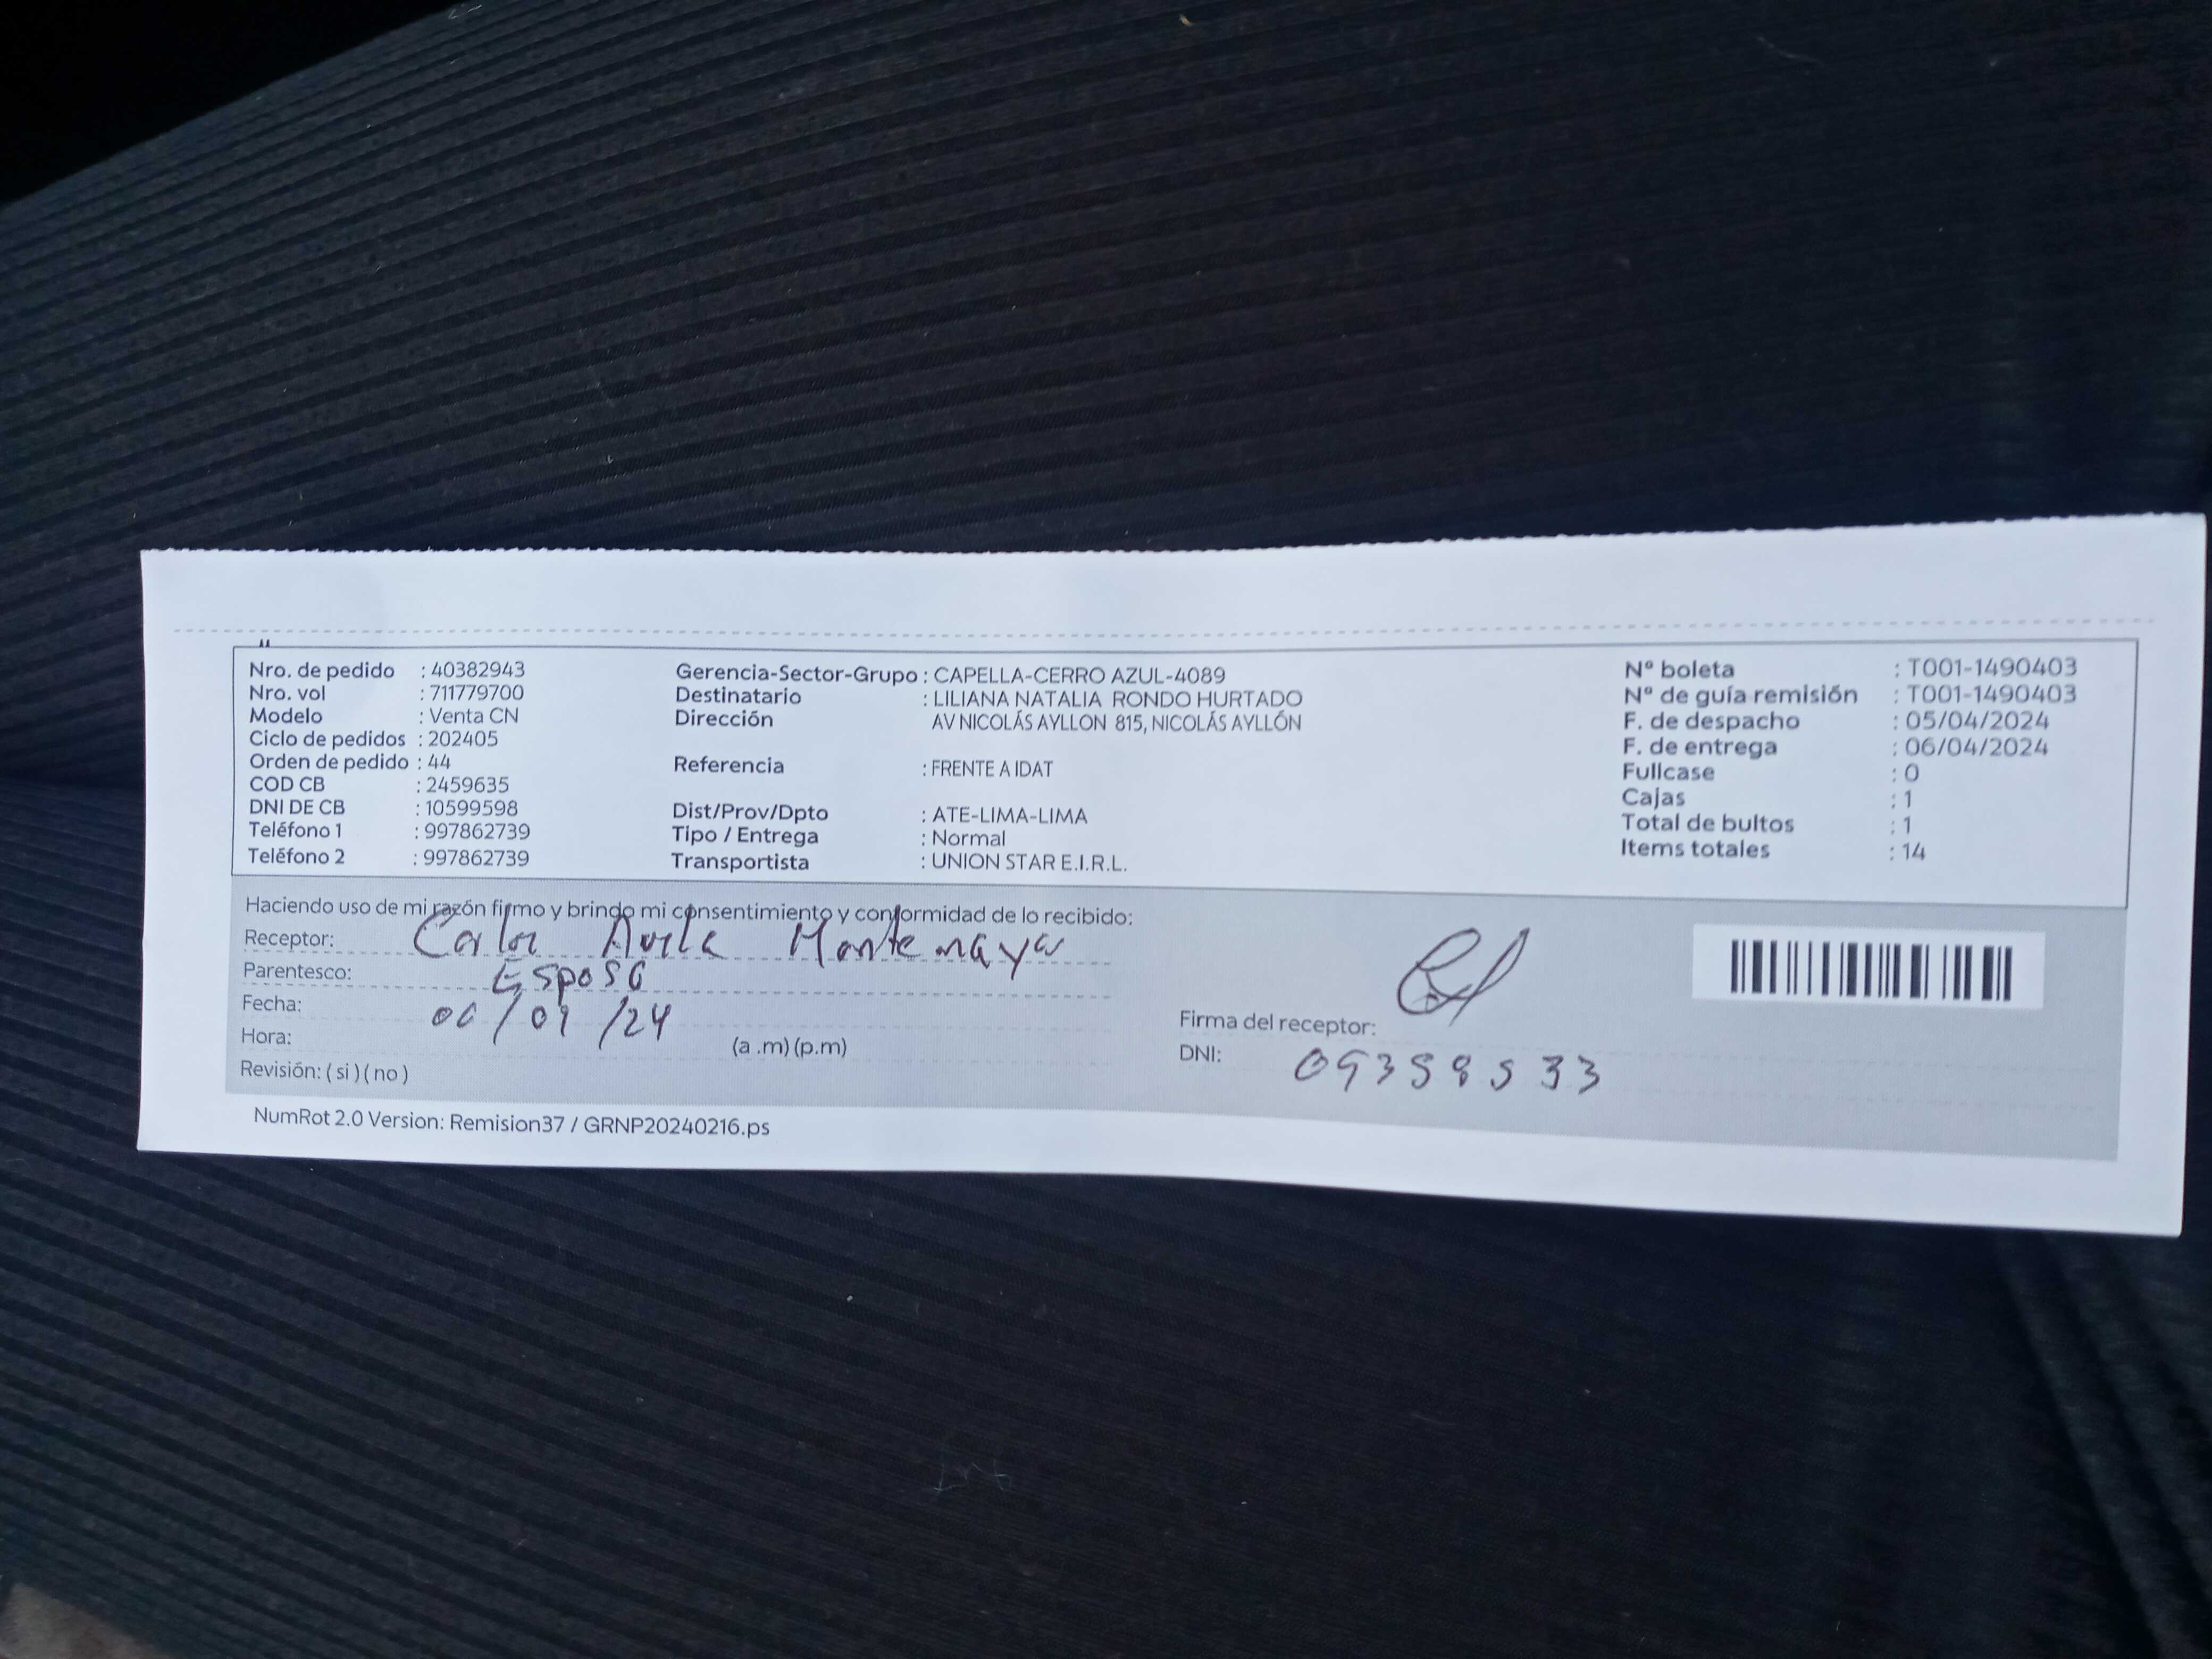 Nro. de pedido : 40382943
Nro. vol : 711779700
Modelo : Venta CN
Ciclo de pedidos : 202405
Orden de pedido : 44
COD CB : 2459635
DNI DE CB : 10599598
Teléfono 1 : 997862739
Teléfono 2 : 997862739
Gerencia-Sector-Grupo : CAPELLA-CERRO AZUL-4089
Destinatario : LILIANA NATALIA RONDO HURTADO
Dirección AV NICOLÁS AYLLON 815, NICOLÁS AYLLÓN
Referencia : FRENTE A IDAT
Dist/Prov/Dpto : ATE-LIMA-LIMA
Tipo / Entrega : Normal
Transportista : UNION STAR E.I.R.L.
Nº boleta : T001-1490403
Nº de guía remisión : T001-1490403
F. de despacho : 05/04/2024
F. de entrega : 06/04/2024
Fullcase : 0
Cajas : 1
Total de bultos : 1
Items totales : 14
Haciendo uso de mi razón firmo y brindo mi consentimiento y conformidad de lo recibido:
Receptor: Carlos Avila Montemayor
Parentesco: Esposo
Fecha: 06/04/24
Hora: (a .m) (p.m)
Revisión: ( si ) ( no )
Firma del receptor:
DNI:
NumRot 2.0 Version: Remision37 / GRNP20240216.ps